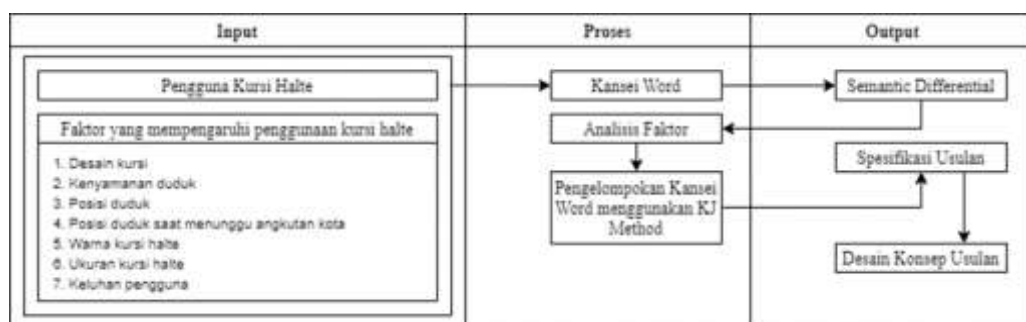 Input
Proses
Output
Pengguna Kursi Halte
Kansei Word
Semantic Differential
Faktor yang mempengaruhi penggunaan kursi halte
1. Desain kursi
2. Kenyamanan duduk
3. Posisi duduk
4. Posisi duduk saat menunggu angkutan kota
5. Warna kursi halte
6. Ukuran kursi halte
7. Keluhan pengguna
Analisis Faktor
Pengelompokan Kansei
Word menggunakan KJ
Method
Spesifikasi Usulan
Desain Konsep Usulan